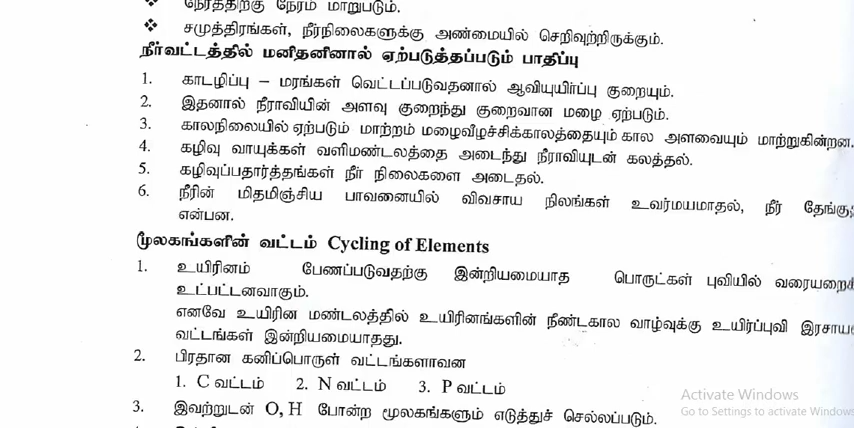 ❖ நேரத்திற்கு நேரம் மாறுபடும்.
❖ சமுத்திரங்கள், நீர்நிலைகளுக்கு அண்மையில் செறிவுற்றிருக்கும்.
நீர்வட்டத்தில் மனிதனினால் ஏற்படுத்தப்படும் பாதிப்பு
1. காடழிப்பு – மரங்கள் வெட்டப்படுவதனால் ஆவியுயிர்ப்பு குறையும்.
2. இதனால் நீராவியின் அளவு குறைந்து குறைவான மழை ஏற்படும்.
3. காலநிலையில் ஏற்படும் மாற்றம் மழைவீழச்சிக்காலத்தையும் கால அளவையும் மாற்றுகின்றன.
4. கழிவு வாயுக்கள் வளிமண்டலத்தை அடைந்து நீராவியுடன் கலத்தல்.
5. கழிவுப்பதார்த்தங்கள் நீர் நிலைகளை அடைதல்.
6. நீரின் மிதமிஞ்சிய பாவனையில் விவசாய நிலங்கள் உவர்மயமாதல், நீர்
என்பன.
மூலகங்களின் வட்டம் Cycling of Elements
1. உயிரினம் பேணப்படுவதற்கு இன்றியமையாத பொருட்கள் புவியில்
உட்பட்டனவாகும்.
எனவே உயிரின மண்டலத்தில் உயிரினங்களின் நீண்டகால வாழ்வுக்கு உயிர்ப்புவி
வட்டங்கள் இன்றியமையாதது.
2. பிரதான கனிப்பொருள் வட்டங்களாவன
1. C வட்டம் 2. N வட்டம் 3. P வட்டம்
3. இவற்றுடன் O, H போன்ற மூலகங்களும் எடுத்துச் செல்லப்படும்.
Activate Windows
Go to Settings to activate Windows